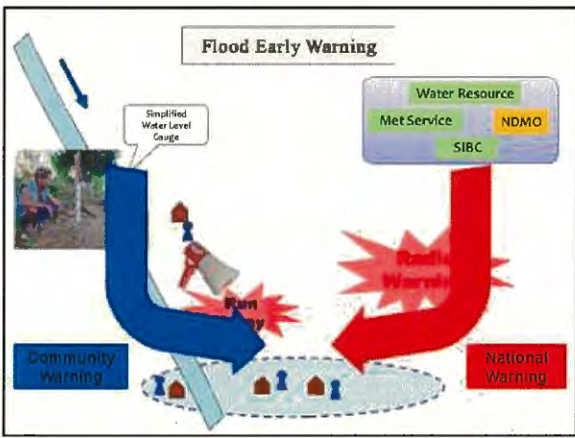 Flood Early Warning
Simplified
Water Level
Gauge
Water Resource
Met Service
NDMO
SIBC
Radio
Warning
Run
Community
Warning
National
Warning